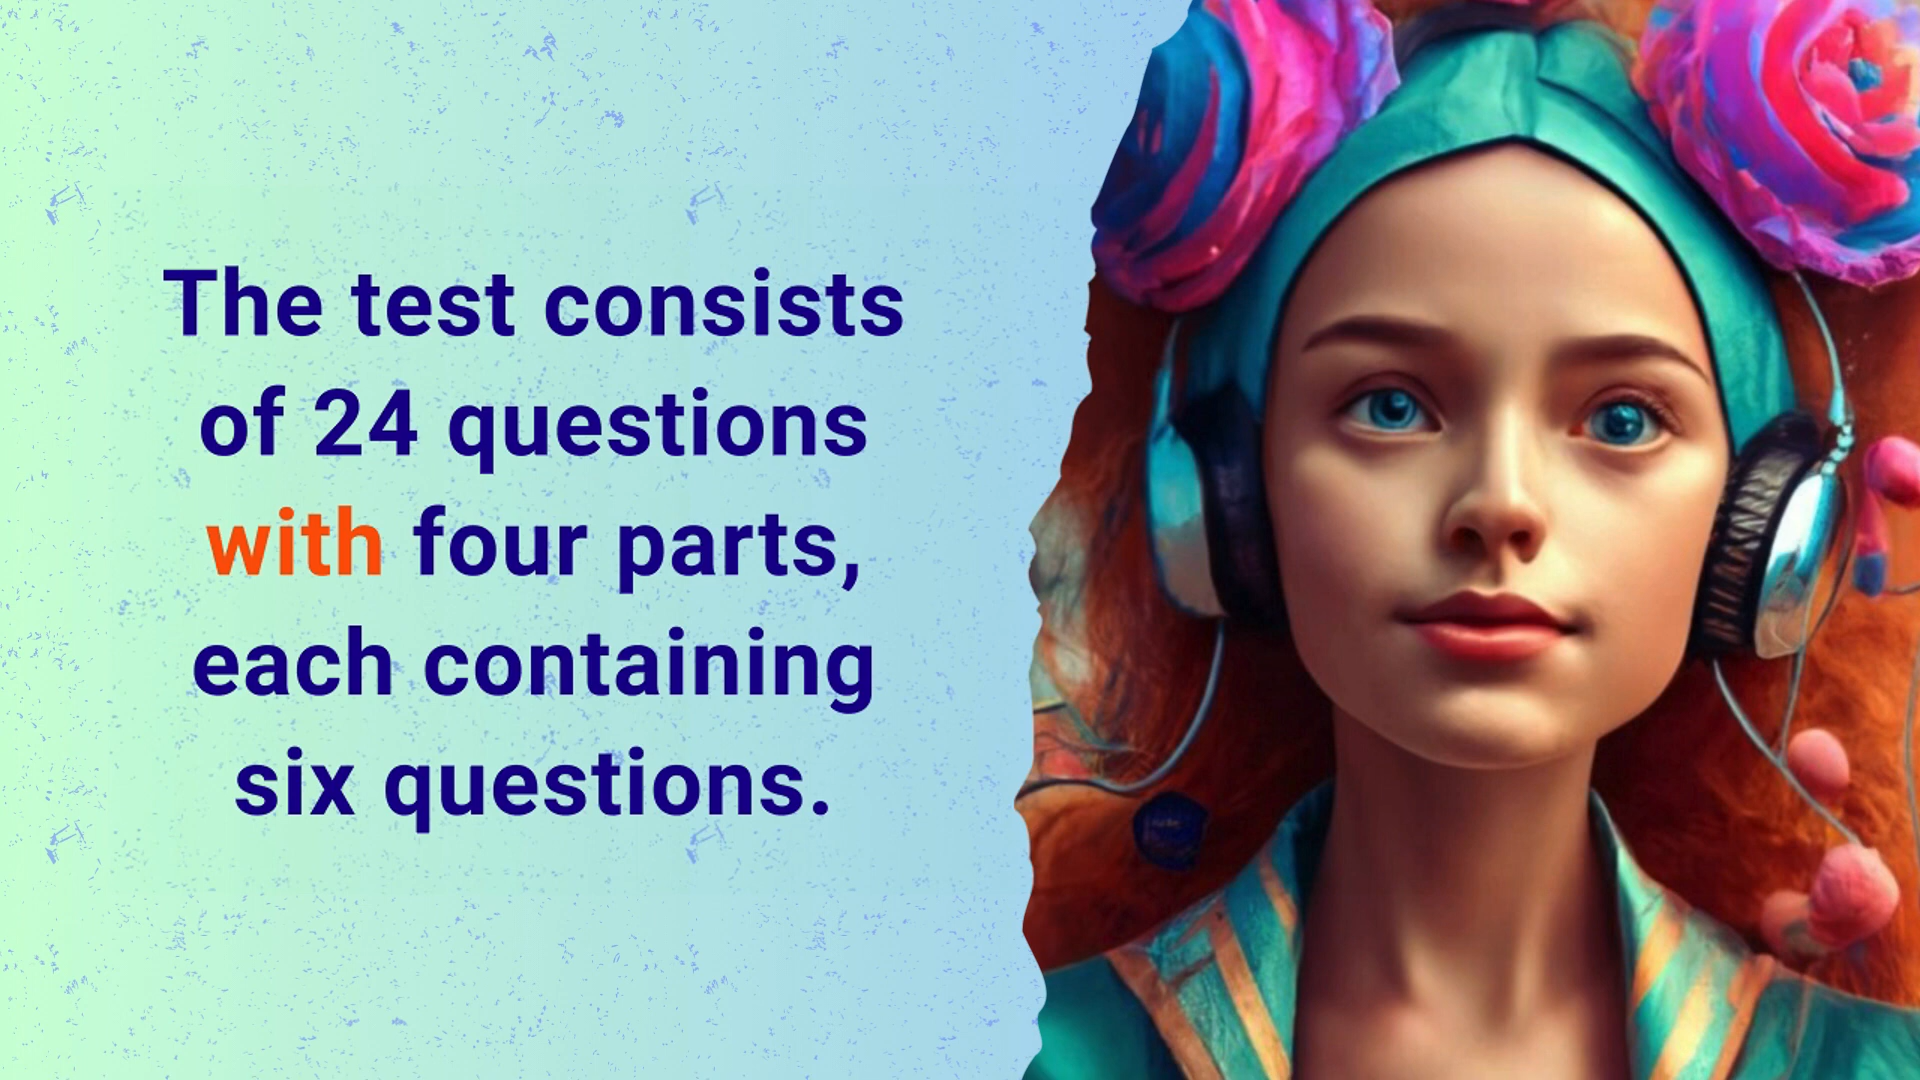 The test consists
of 24 questions
with four parts,
each containing
six questions.